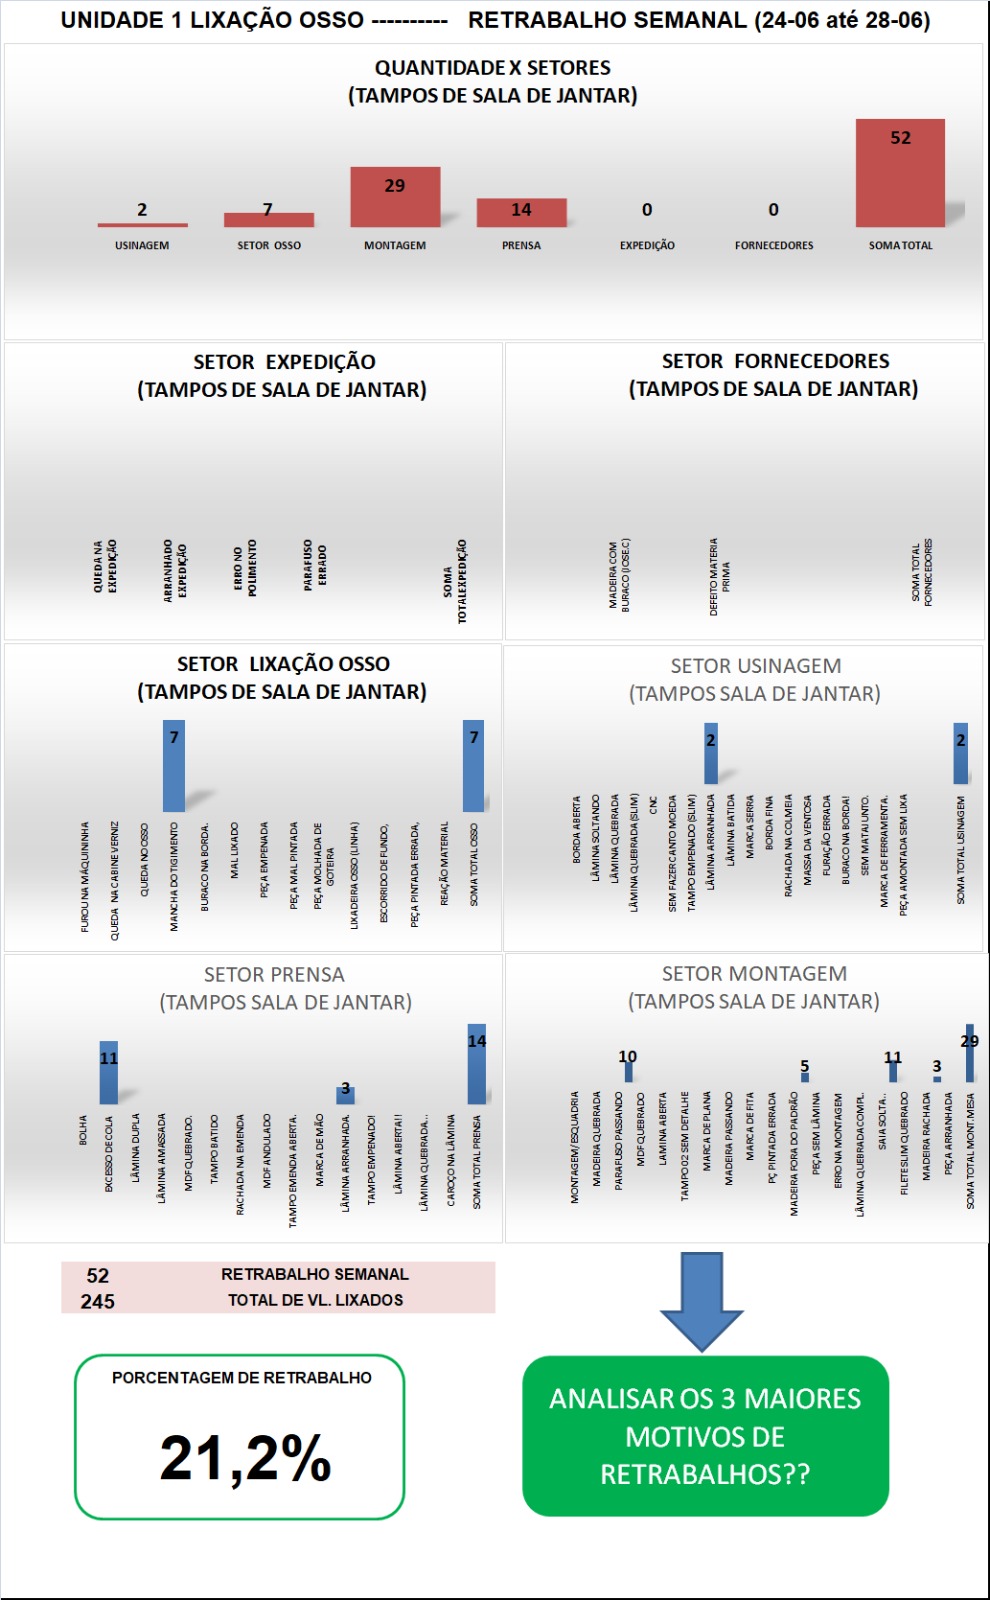 UNIDADE 1 LIXAÇÃO OSSO ---------- RETRABALHO SEMANAL (24-06 até 28-06)
QUANTIDADE X SETORES
(TAMPOS DE SALA DE JANTAR)
2
7
29
14
0
0
52
USINAGEM
SETOR OSSO
MONTAGEM
PRENSA
EXPEDIÇÃO
FORNECEDORES
SOMA TOTAL
SETOR EXPEDIÇÃO
(TAMPOS DE SALA DE JANTAR)
QUEDA NA
EXPEDIÇÃO
ARRANHADO
EXPEDIÇÃO
ERRO NO
POLIMENTO
PARAFUSO
ERRADO
SOMA
TOTALEXPEDIÇÃO
SETOR FORNECEDORES
(TAMPOS DE SALA DE JANTAR)
MADEIRA COM
BURACO (JOSE.C)
DEFEITO MATERIA
PRIMA
SOMA TOTAL
FORNECEDORES
SETOR LIXAÇÃO OSSO
(TAMPOS DE SALA DE JANTAR)
7
7
FUROU NA MÁQUININHA
QUEDA NA CABINE VERNIZ
QUEDA NO OSSO
MANCHA DO TIGIMENTO
BURACO NA BORDA.
MAL LIXADO
PEÇA EMPENADA
PEÇA MAL PINTADA
PEÇA MOLHADA DE
GOTEIRA
LIXADEIRA OSSO (LINHA)
ESCORRIDO DE FUNDO,
PEÇA PINTADA ERRADA,
REAÇÃO MATERIAL
SOMA TOTAL OSSO
SETOR USINAGEM
(TAMPOS SALA DE JANTAR)
2
2
BORDA ABERTA
LÂMINA SOLTANDO
LÂMINA QUEBRADA
LÂMINA QUEBRADA (SLIM)
CNC
SEM FAZER CANTO MOEDA
TAMPO EMPENADO (SLIM)
LÂMINA ARRANHADA
LÂMINA BATIDA
MARCA SERRA
BORDA FINA
RACHADA NA COLMEIA
MASSA DA VENTOSA
FURAÇÃO ERRADA
BURACO NA BORDA!
SEM MATAJUNTO.
MARCA DE FERRAMENTA.
PEÇA AMONTADA SEM LIXA
SOMA TOTAL USINAGEM
SETOR PRENSA
(TAMPOS SALA DE JANTAR)
11
3
14
BOLHA
EXCESSO DE COLA
LÂMINA DUPLA
LÂMINA AMASSADA
MDF QUEBRADO.
TAMPO BATIDO
RACHADA NA EMENDA
MDF ANDULADO
TAMPO EMENDA ABERTA.
MARCA DE MÃO
LÂMINA ARRANHADA.
TAMPO EMPENADO!
LÂMINA ABERTA!!
LÂMINA QUEBRADA...
CAROÇO NA LÂMINA
SOMA TOTAL PRENSA
SETOR MONTAGEM
(TAMPOS SALA DE JANTAR)
10
5
11
3
29
MONTAGEM/ESQUADRIA
MADEIRA QUEBRADA
PARAFUSO PASSANDO
MDF QUEBRADO
LAMINA ABERTA
TAMPO 02 SEM DETALHE
MARCA DE PLANA
MADEIRA PASSANDO
MARCA DE FITA
PÇ PINTADA ERRADA
MADEIRA FORA DO PADRÃO
PEÇA SEM LÂMINA
ERRO NA MONTAGEM
LÂMINA QUEBRADA COMPL.
SAIA SOLTA..
FILETE SLIM QUEBRADO
MADEIRA RACHADA
PEÇA ARRANHADA
SOMA TOTAL MONT.MESA
52 RETRABALHO SEMANAL
245 TOTAL DE VL. LIXADOS
PORCENTAGEM DE RETRABALHO
21,2%
ANALISAR OS 3 MAIORES
MOTIVOS DE
RETRABALHOS??